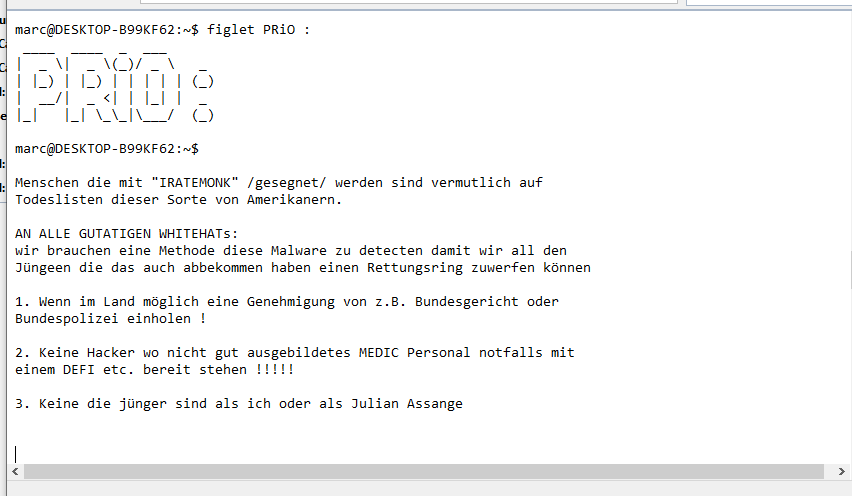 marc@DESKTOP-B99KF62:~$ figlet PRiO :
 ____  ____  _  ___
|  _ \|  _ \(_)/ _ \   _
| |_) | |_) | | | | | (_)
|  __/|  _ <| | |_| |  _
|_|   |_| \_\_|\___/  (_)
marc@DESKTOP-B99KF62:~$
Menschen die mit "IRATEMONK" /gesegnet/ werden sind vermutlich auf
Todeslisten dieser Sorte von Amerikanern.
AN ALLE GUTATIGEN WHITEHATs:
wir brauchen eine Methode diese Malware zu detecten damit wir all den
Jüngeen die das auch abbekommen haben einen Rettungsring zuwerfen können
1. Wenn im Land möglich eine Genehmigung von z.B. Bundesgericht oder
Bundespolizei einholen !
2. Keine Hacker wo nicht gut ausgebildetes MEDIC Personal notfalls mit
einem DEFI etc. bereit stehen !!!!!
3. Keine die jünger sind als ich oder als Julian Assange